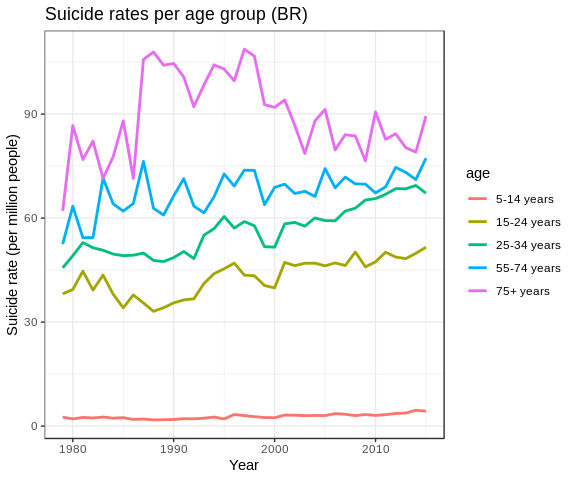 Suicide rates per age group (BR)
Suicide rate (per million people)
90
60
30
0
1980 1990 2000 2010
Year
age
5-14 years
15-24 years
25-34 years
55-74 years
75+ years